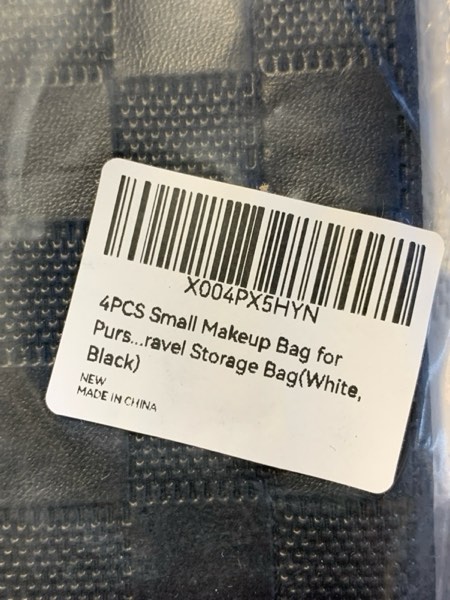 X004PX5HYN
4PCS Small Makeup Bag for
Purs...ravel Storage Bag(White,
Black)
NEW
MADE IN CHINA